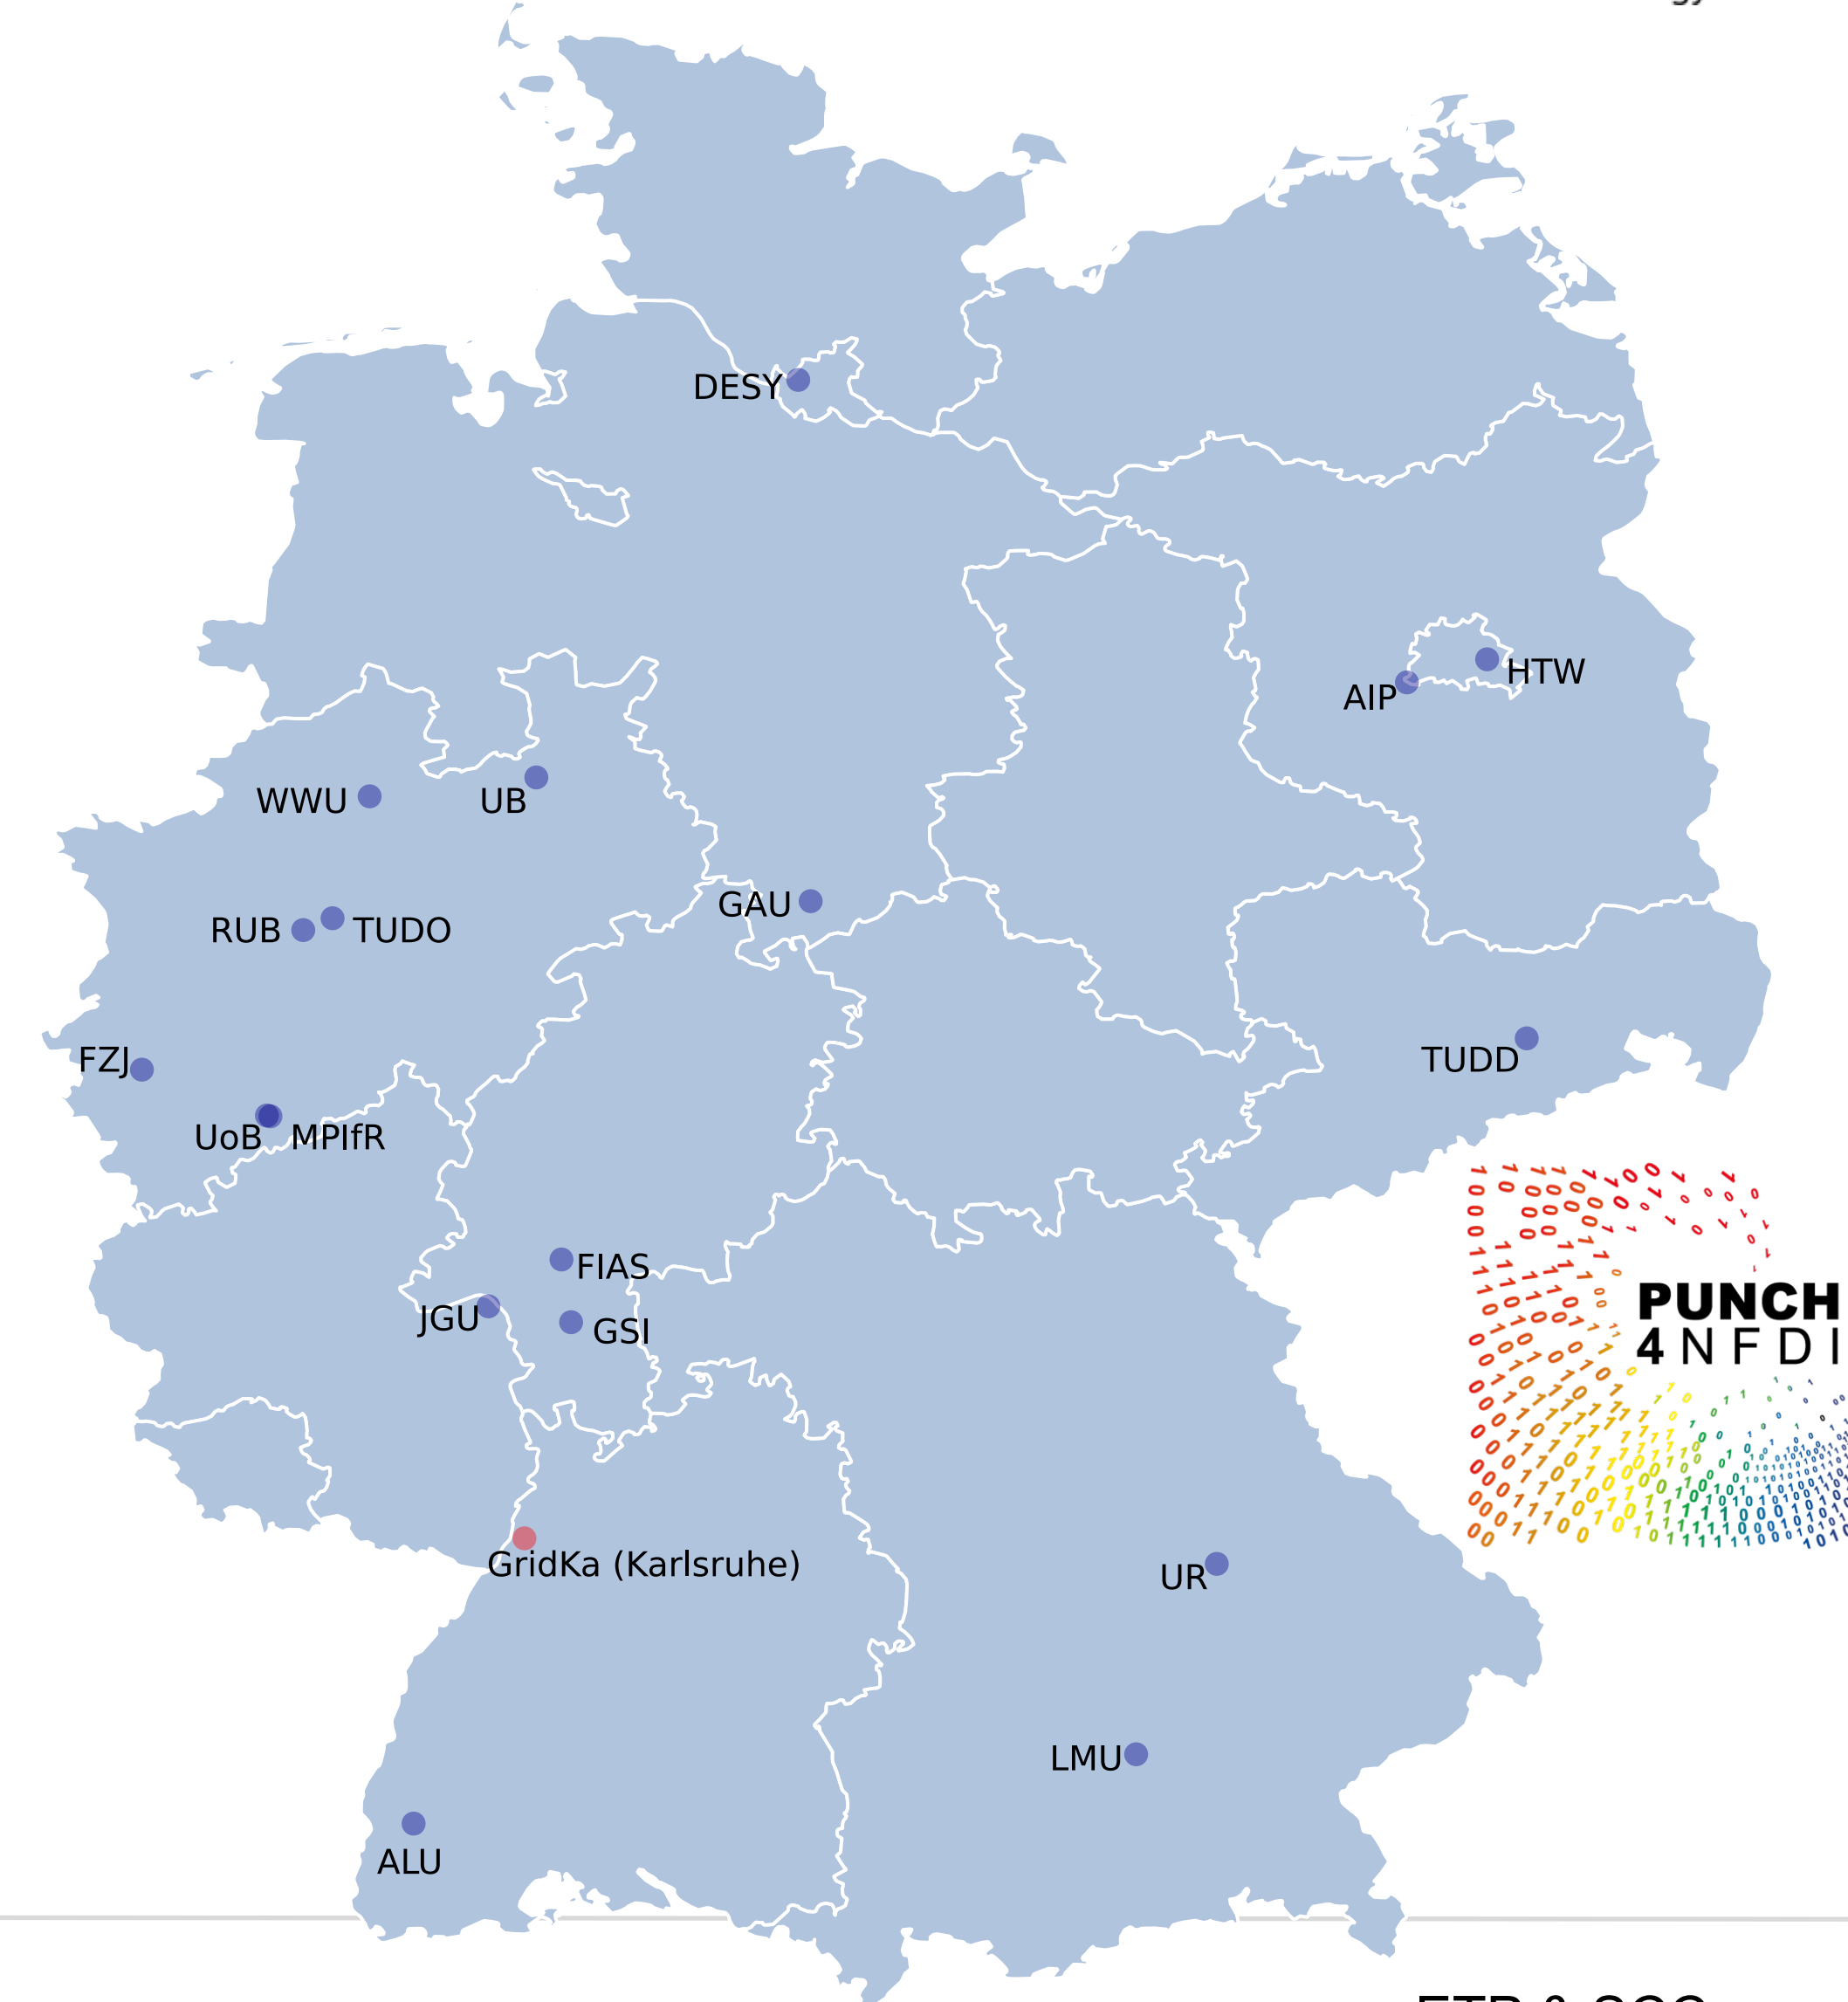 DESY
HTW
AIP
WWU
UB
GAU
RUB
TUDO
FZJ
TUDD
UoB
MPIfR
FIAS
JGU
GSI
PUNCH
4NFDI
GridKa (Karlsruhe)
UR
LMU
ALU